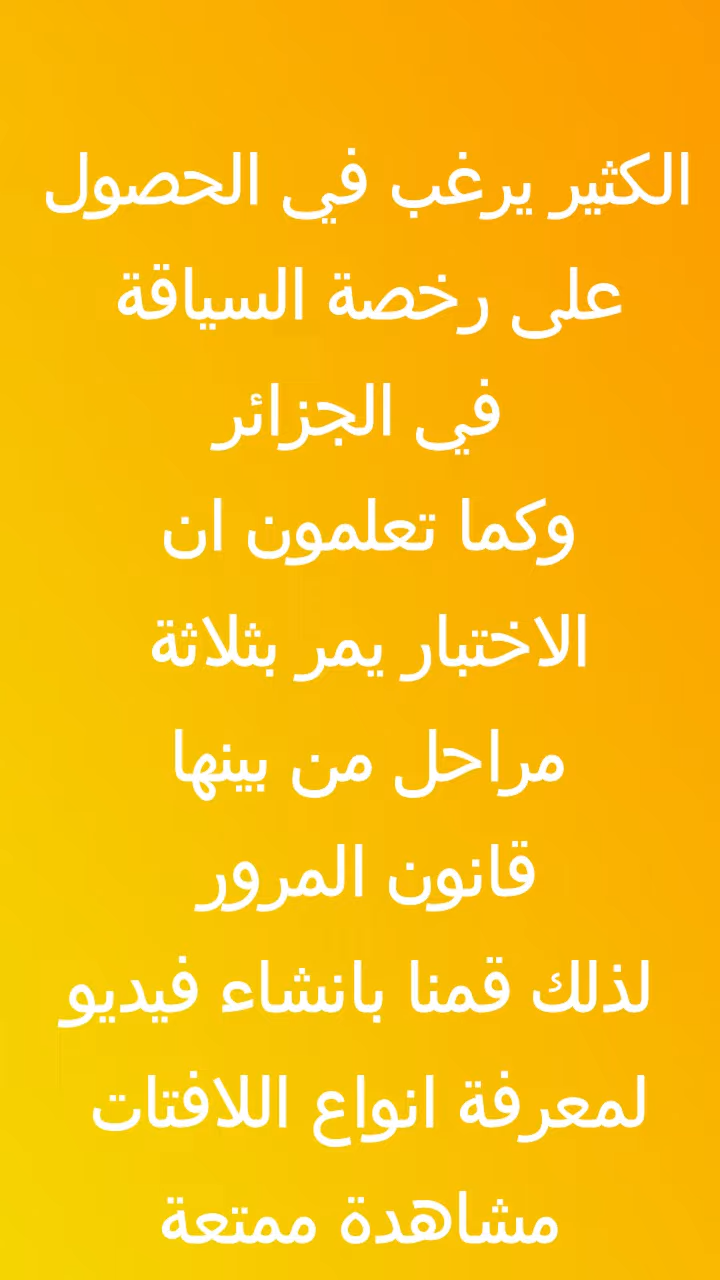 الكثير يرغب في الحصول
على رخصة السياقة
في الجزائر
وكما تعلمون ان
الاختبار يمر بثلاثة
مراحل من بينها
قانون المرور
لذلك قمنا بانشاء فيديو
لمعرفة انواع اللافتات
مشاهدة ممتعة